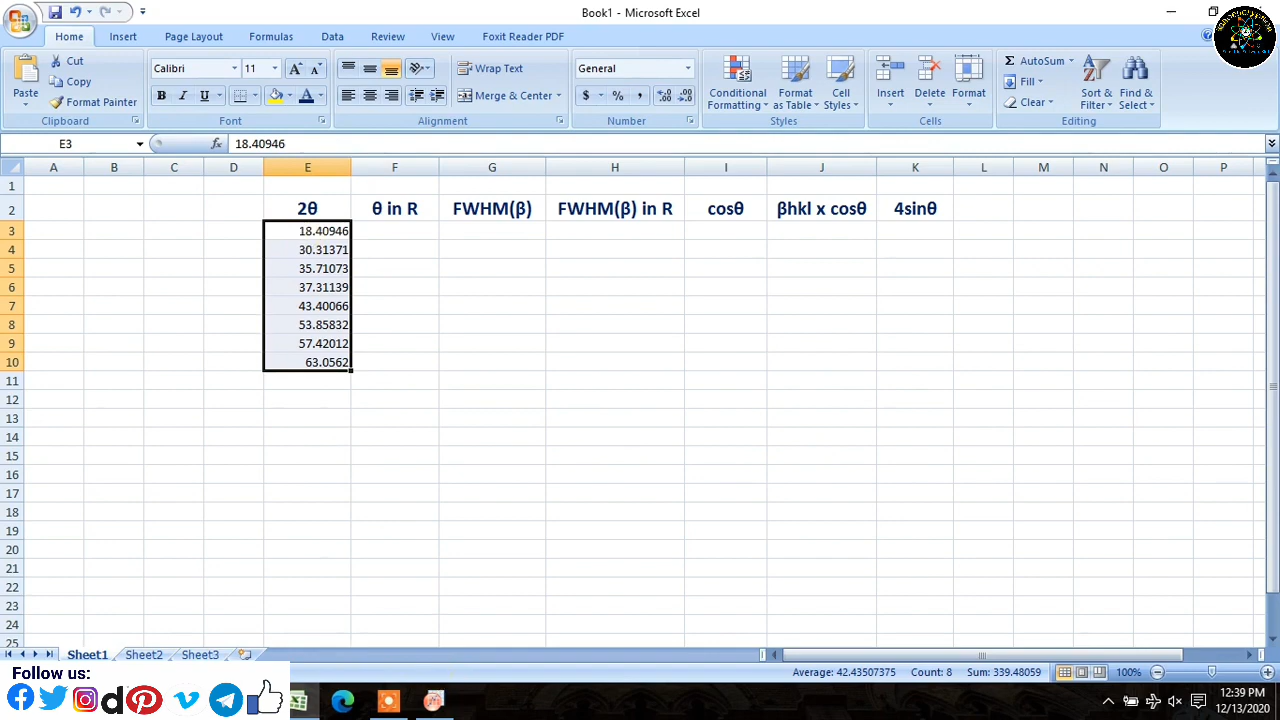 Book1 - Microsoft Excel
Home Insert Page Layout Formulas Data Review View Foxit Reader PDF
Paste
Cut
Copy
Format Painter
Clipboard
Calibri 11
B I U
Font
Wrap Text
Merge & Center
Alignment
General
$ % ,
Number
Conditional Formatting
Format as Table
Cell Styles
Styles
Insert Delete Format
Cells
Σ AutoSum
Fill
Clear
Sort & Filter
Find & Select
Editing
E3 fx 18.40946
A B C D E F G H I J K L M N O P
1
2 2θ θ in R FWHM(β) FWHM(β) in R cosθ βhkl x cosθ 4sinθ
3 18.40946
4 30.31371
5 35.71073
6 37.31139
7 43.40066
8 53.85832
9 57.42012
10 63.0562
11
12
13
14
15
16
17
18
19
20
21
22
23
24
25
Sheet1 Sheet2 Sheet3
Follow us:
Average: 42.43507375 Count: 8 Sum: 339.48059 100%
12:39 PM
12/13/2020